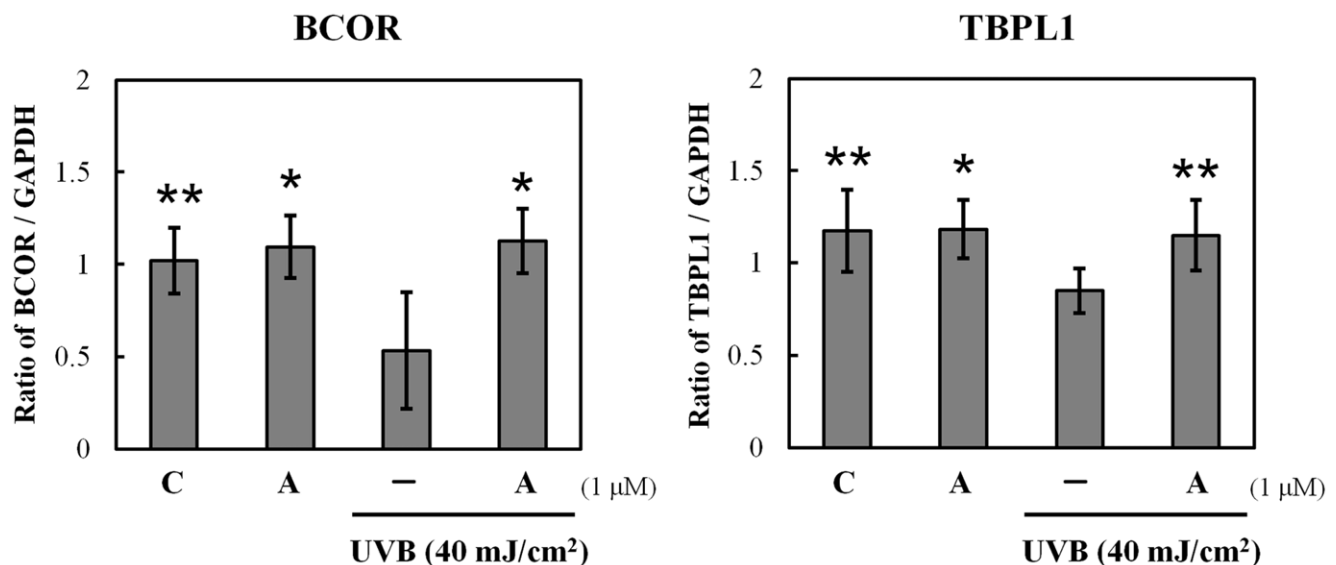 BCOR
Ratio of BCOR / GAPDH
2
1.5
1
0.5
0
** * *
C A – A (1 μM)
UVB (40 mJ/cm²)
TBPL1
Ratio of TBPL1 / GAPDH
2
1.5
1
0.5
0
** * **
C A – A (1 μM)
UVB (40 mJ/cm²)